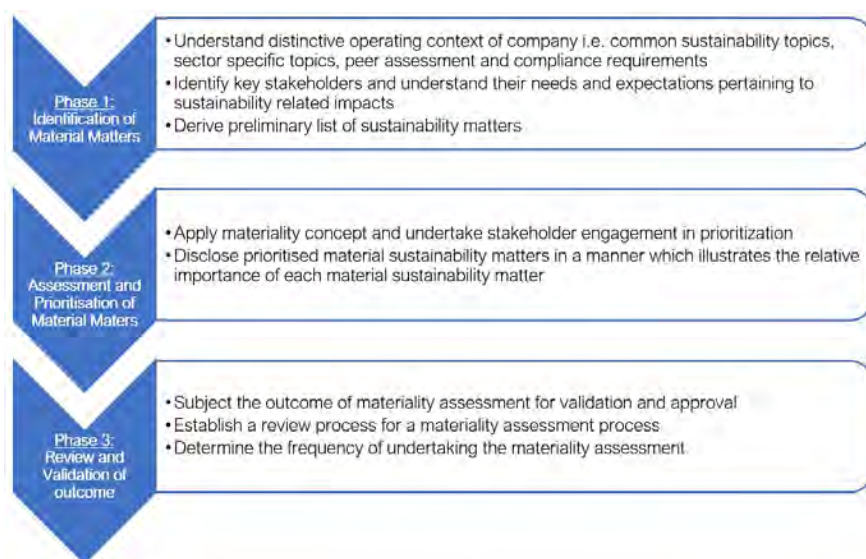 Phase 1:
Identification of
Material Matters
• Understand distinctive operating context of company i.e. common sustainability topics,
sector specific topics, peer assessment and compliance requirements
• Identify key stakeholders and understand their needs and expectations pertaining to
sustainability related impacts
• Derive preliminary list of sustainability matters
Phase 2:
Assessment and
Prioritisation of
Material Maters
• Apply materiality concept and undertake stakeholder engagement in prioritization
• Disclose prioritised material sustainability matters in a manner which illustrates the relative
importance of each material sustainability matter
Phase 3:
Review and
Validation of
outcome
• Subject the outcome of materiality assessment for validation and approval
• Establish a review process for a materiality assessment process
• Determine the frequency of undertaking the materiality assessment.